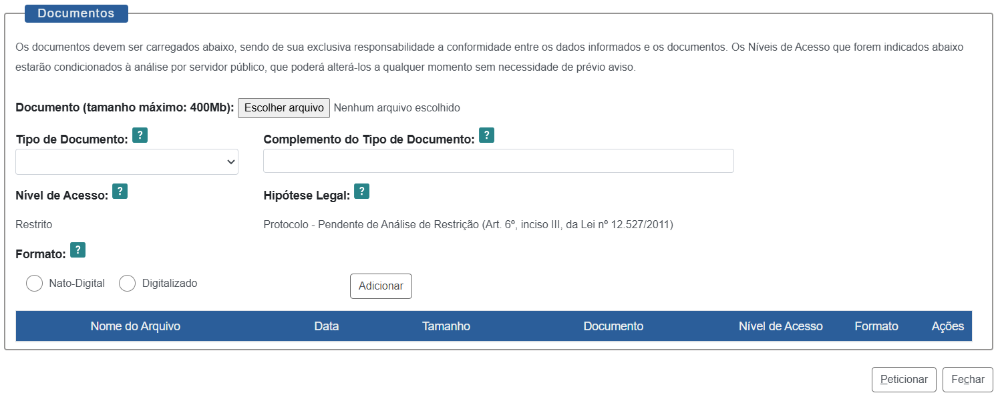 Documentos
Os documentos devem ser carregados abaixo, sendo de sua exclusiva responsabilidade a conformidade entre os dados informados e os documentos. Os Níveis de Acesso que forem indicados abaixo
estarão condicionados à análise por servidor público, que poderá alterá-los a qualquer momento sem necessidade de prévio aviso.
Documento (tamanho máximo: 400Mb): Escolher arquivo Nenhum arquivo escolhido
Tipo de Documento: ? Complemento do Tipo de Documento: ?
Nível de Acesso: ? Hipótese Legal: ?
Restrito Protocolo - Pendente de Análise de Restrição (Art. 6º, inciso III, da Lei nº 12.527/2011)
Formato: ?
Nato-Digital Digitalizado Adicionar
Nome do Arquivo Data Tamanho Documento Nível de Acesso Formato Ações
Peticionar Fechar